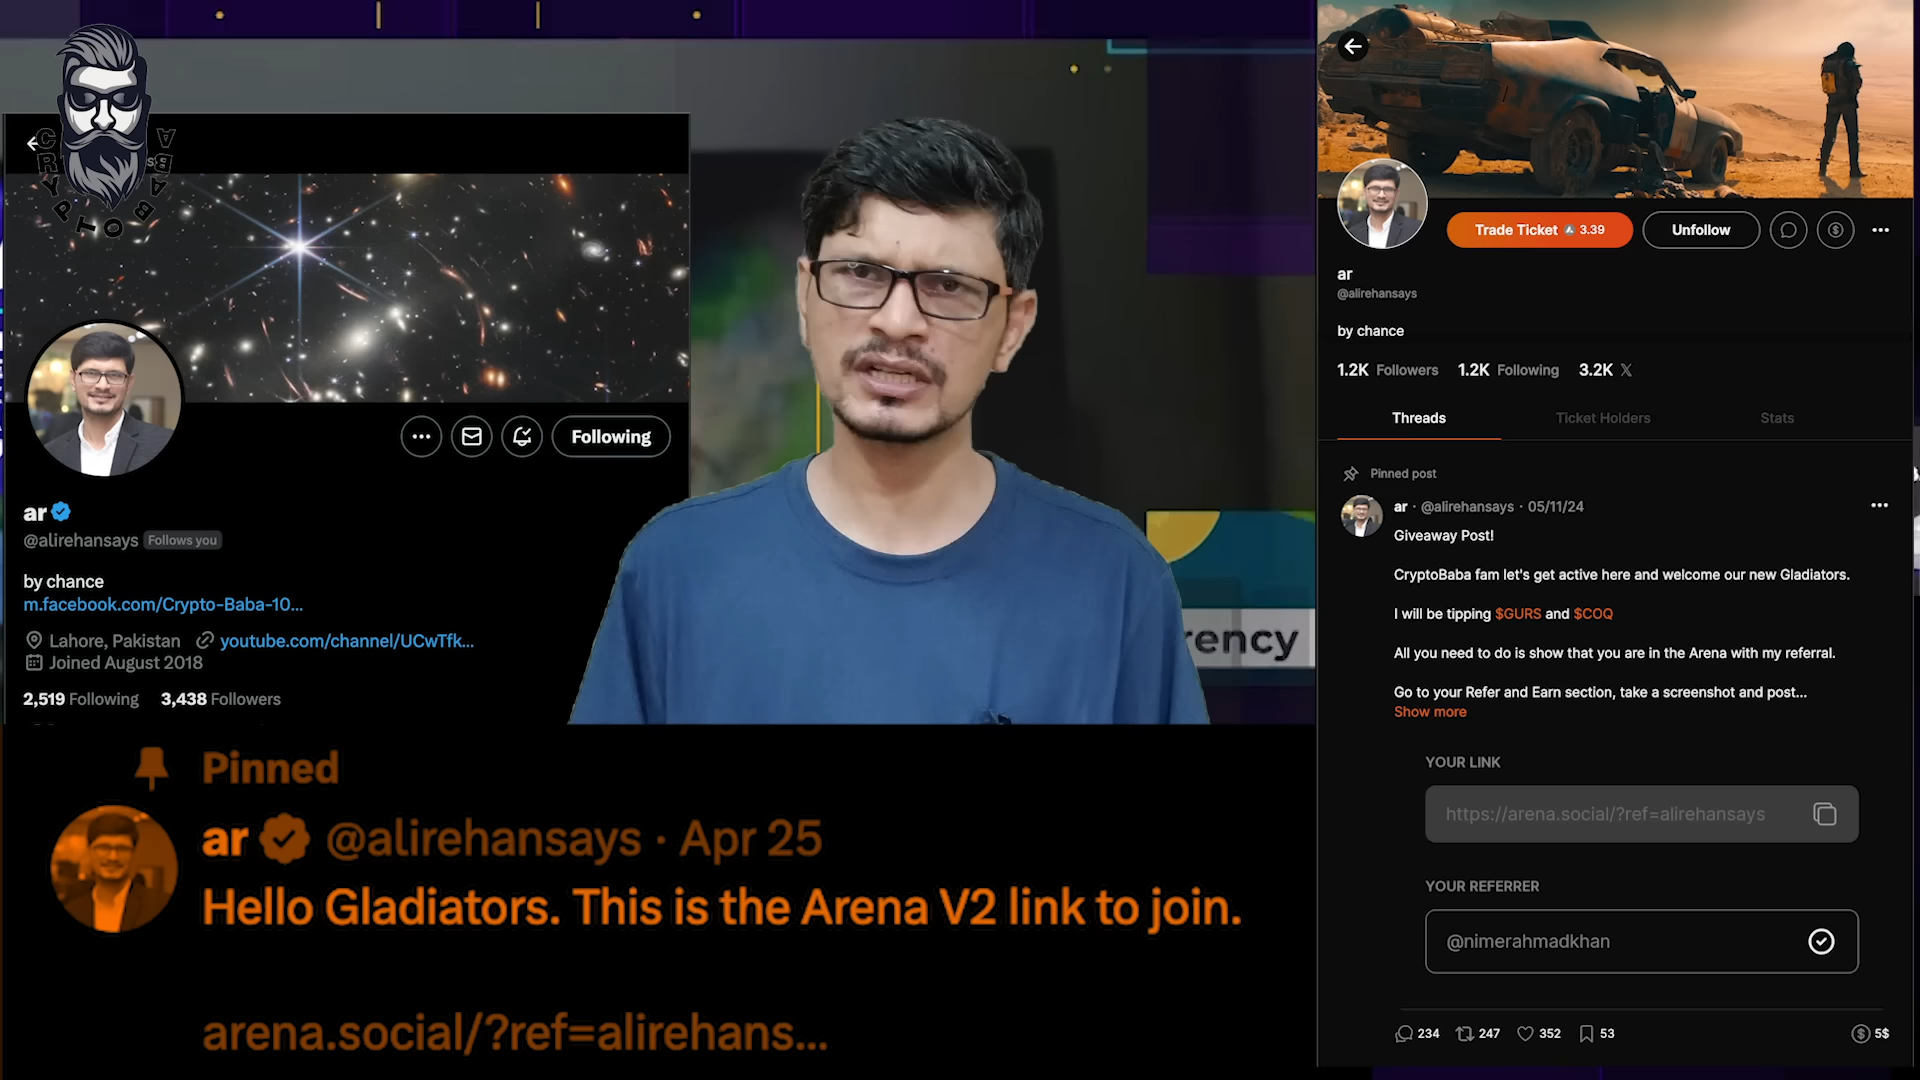 CRYPTOBABA
Following
ar
@alirehansays Follows you
by chance
m.facebook.com/Crypto-Baba-10...
Lahore, Pakistan youtube.com/channel/UCwTfk...
Joined August 2018
2,519 Following 3,438 Followers
rency
Pinned
ar @alirehansays · Apr 25
Hello Gladiators. This is the Arena V2 link to join.
arena.social/?ref=alirehans...
Trade Ticket 3.39
Unfollow
ar
@alirehansays
by chance
1.2K Followers 1.2K Following 3.2K X
Threads Ticket Holders Stats
Pinned post
ar · @alirehansays · 05/11/24
Giveaway Post!
CryptoBaba fam let's get active here and welcome our new Gladiators.
I will be tipping $GURS and $COQ
All you need to do is show that you are in the Arena with my referral.
Go to your Refer and Earn section, take a screenshot and post...
Show more
YOUR LINK
https://arena.social/?ref=alirehansays
YOUR REFERRER
@nimerahmadkhan
234 247 352 53 5$